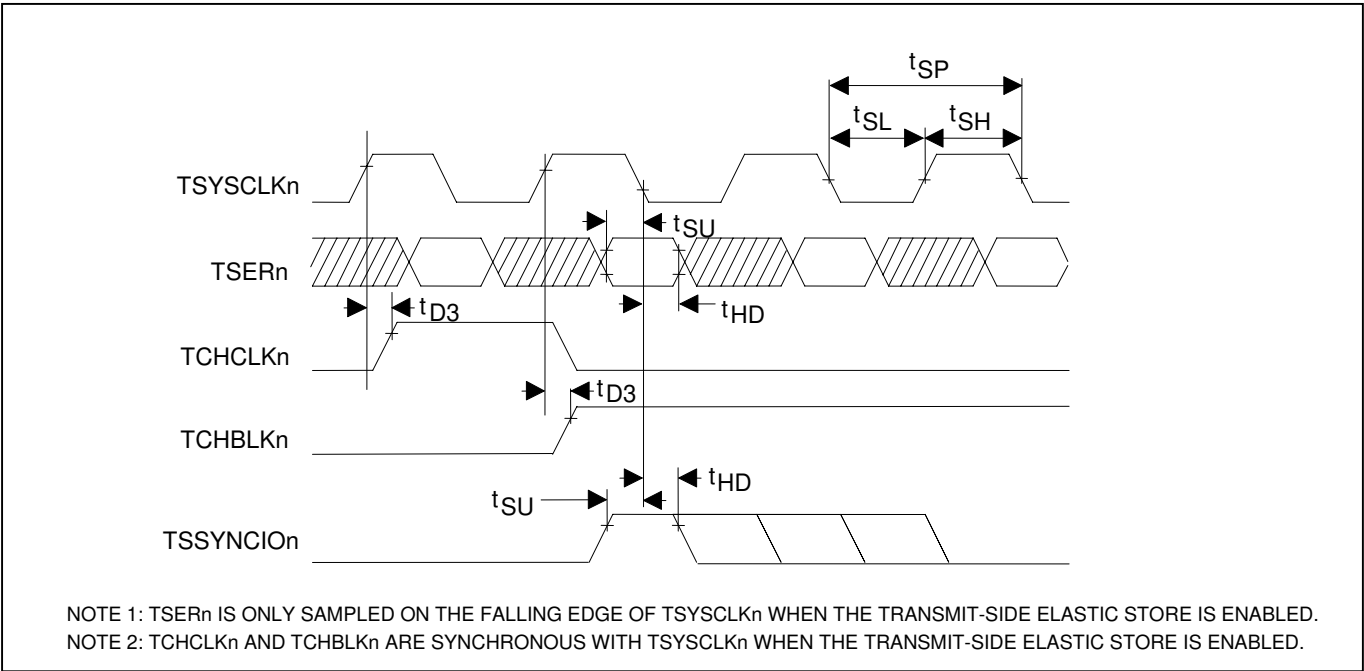 tSP
tSL tSH
TSYSCLKn
tSU
TSERn
tD3 tHD
TCHCLKn
tD3
TCHBLKn
tHD
tSU
TSSYNCIOn
NOTE 1: TSERn IS ONLY SAMPLED ON THE FALLING EDGE OF TSYSCLKn WHEN THE TRANSMIT-SIDE ELASTIC STORE IS ENABLED.
NOTE 2: TCHCLKn AND TCHBLKn ARE SYNCHRONOUS WITH TSYSCLKn WHEN THE TRANSMIT-SIDE ELASTIC STORE IS ENABLED.